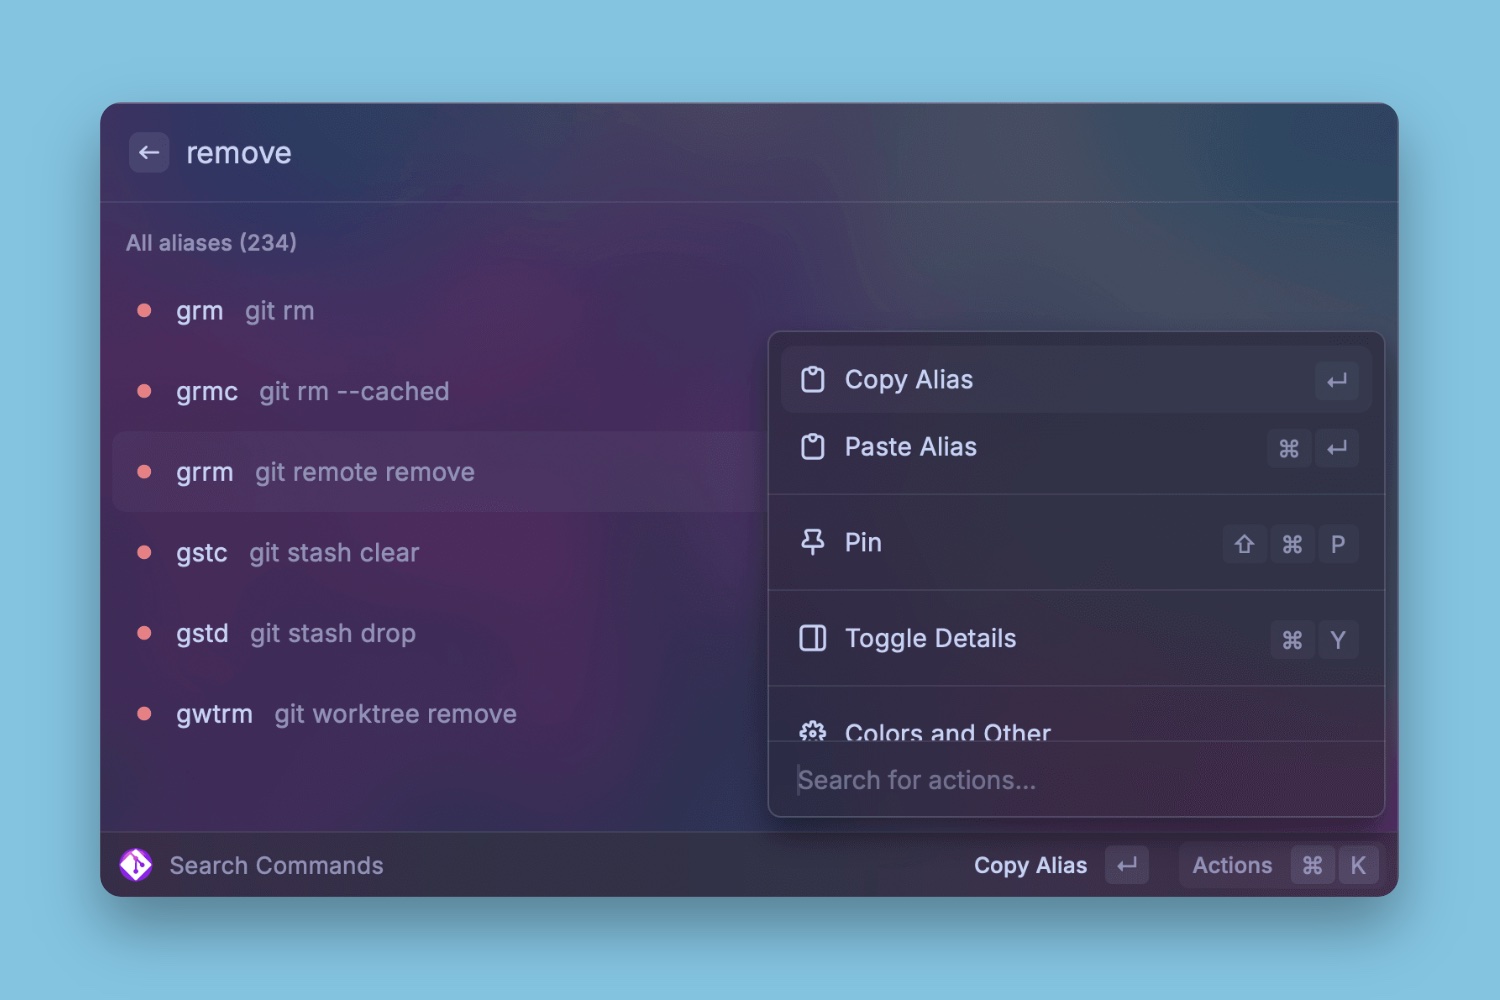 remove
All aliases (234)
grm git rm
grmc git rm --cached
grrm git remote remove
gstc git stash clear
gstd git stash drop
gwtrm git worktree remove
Copy Alias ↵
Paste Alias ⌘ ↵
Pin ⇧ ⌘ P
Toggle Details ⌘ Y
Colors and Other
Search for actions...
Search Commands
Copy Alias ↵ Actions ⌘ K